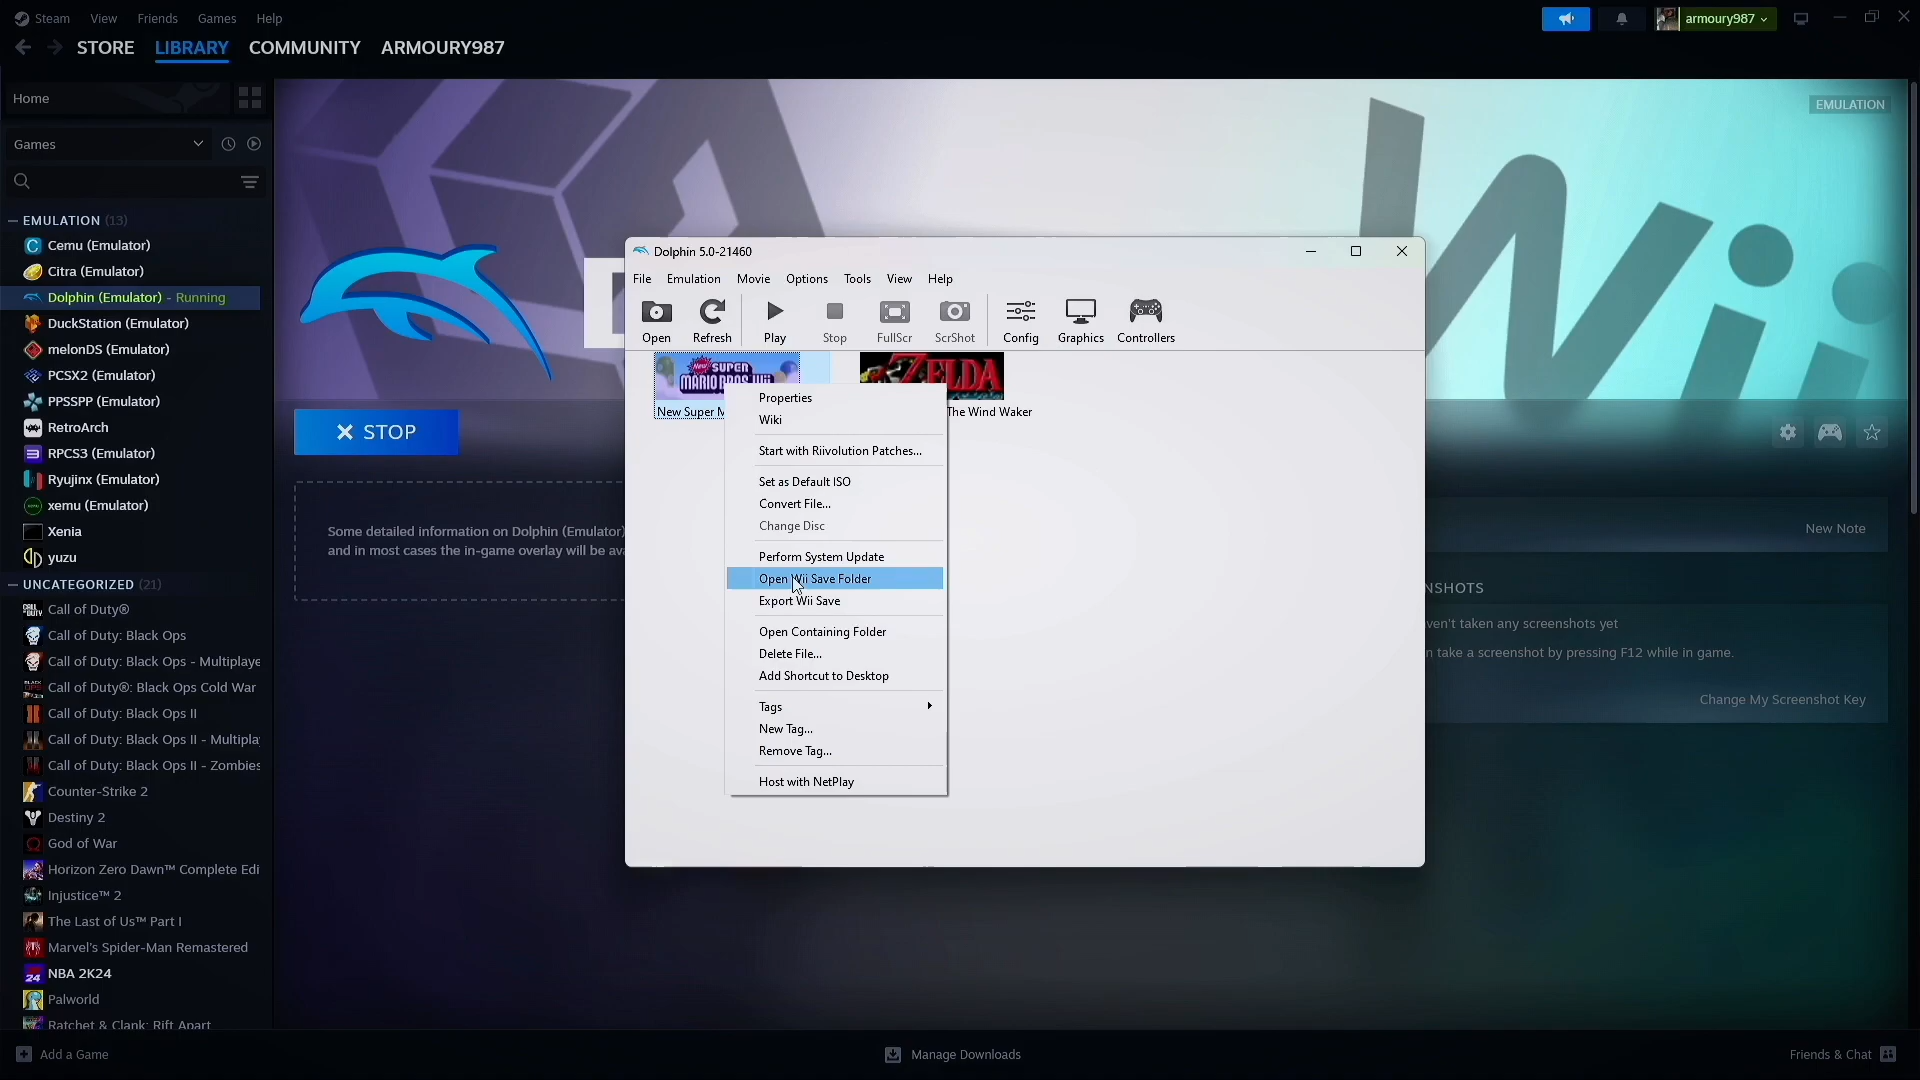 Steam View Friends Games Help
armoury987
STORE LIBRARY COMMUNITY ARMOURY987
Home
EMULATION
Games
EMULATION (13)
Cemu (Emulator)
Citra (Emulator)
Dolphin (Emulator) - Running
DuckStation (Emulator)
melonDS (Emulator)
PCSX2 (Emulator)
PPSSPP (Emulator)
RetroArch
RPCS3 (Emulator)
Ryujinx (Emulator)
xemu (Emulator)
Xenia
yuzu
UNCATEGORIZED (21)
Call of Duty®
Call of Duty: Black Ops
Call of Duty: Black Ops - Multiplaye
Call of Duty®: Black Ops Cold War
Call of Duty: Black Ops II
Call of Duty: Black Ops II - Multipla
Call of Duty: Black Ops II - Zombies
Counter-Strike 2
Destiny 2
God of War
Horizon Zero Dawn™ Complete Edi
Injustice™ 2
The Last of Us™ Part I
Marvel's Spider-Man Remastered
NBA 2K24
Palworld
Ratchet & Clank: Rift Apart
Wii
STOP
Some detailed information on Dolphin (Emulator)
and in most cases the in-game overlay will be ava
Dolphin 5.0-21460
File Emulation Movie Options Tools View Help
Open Refresh Play Stop FullScr ScrShot Config Graphics Controllers
New SUPER MARIO BROS. Wii
ZELDA
New Super M
The Wind Waker
Properties
Wiki
Start with Riivolution Patches...
Set as Default ISO
Convert File...
Change Disc
Perform System Update
Open Wii Save Folder
Export Wii Save
Open Containing Folder
Delete File...
Add Shortcut to Desktop
Tags
New Tag...
Remove Tag...
Host with NetPlay
New Note
NSHOTS
ven't taken any screenshots yet
n take a screenshot by pressing F12 while in game.
Change My Screenshot Key
Add a Game
Manage Downloads
Friends & Chat